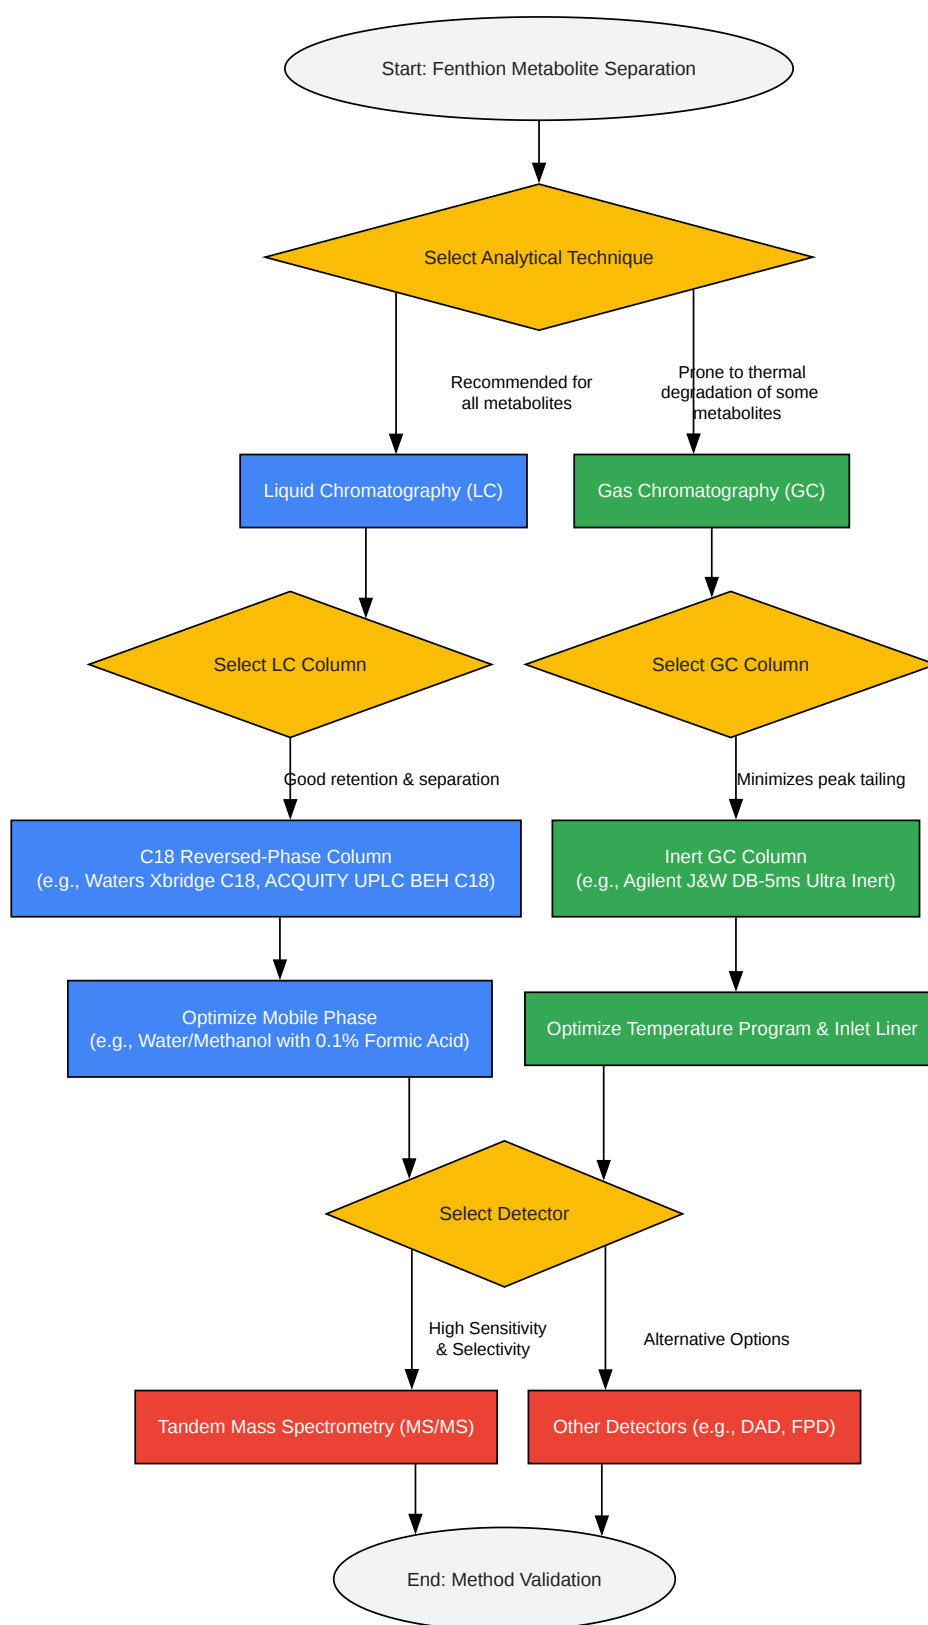 Start: Fenthion Metabolite Separation
Select Analytical Technique
Recommended for
all metabolites
Prone to thermal
degradation of some
metabolites
Liquid Chromatography (LC)
Gas Chromatography (GC)
Select LC Column
Select GC Column
Good retention & separation
Minimizes peak tailing
C18 Reversed-Phase Column
(e.g., Waters Xbridge C18, ACQUITY UPLC BEH C18)
Inert GC Column
(e.g., Agilent J&W DB-5ms Ultra Inert)
Optimize Mobile Phase
(e.g., Water/Methanol with 0.1% Formic Acid)
Optimize Temperature Program & Inlet Liner
Select Detector
High Sensitivity
& Selectivity
Alternative Options
Tandem Mass Spectrometry (MS/MS)
Other Detectors (e.g., DAD, FPD)
End: Method Validation